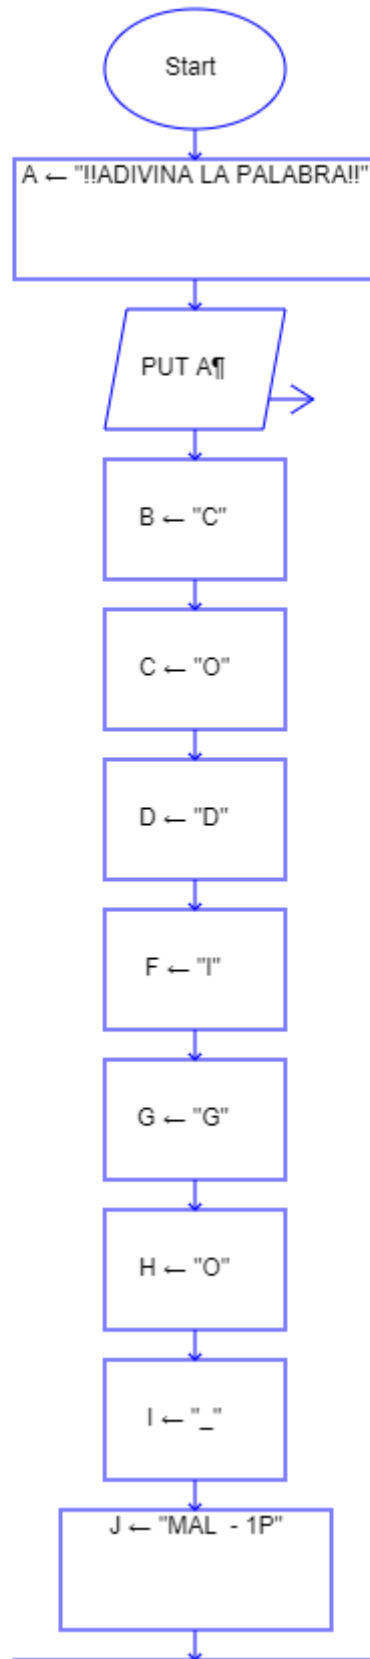 Start
A ← "!!ADIVINA LA PALABRA!!"
PUT A¶
B ← "C"
C ← "O"
D ← "D"
F ← "I"
G ← "G"
H ← "O"
I ← "_"
J ← "MAL  - 1P"